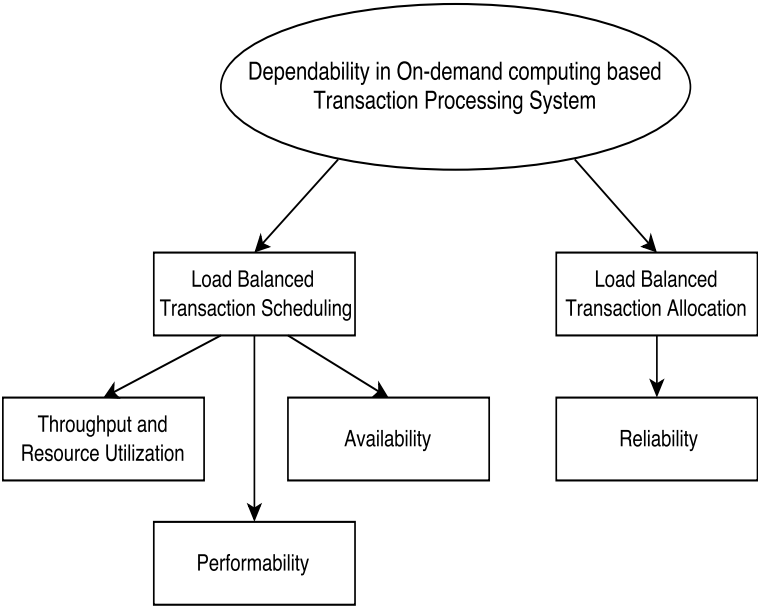 Dependability in On-demand computing based
Transaction Processing System
Load Balanced
Transaction Scheduling
Load Balanced
Transaction Allocation
Throughput and
Resource Utilization
Availability
Reliability
Performability